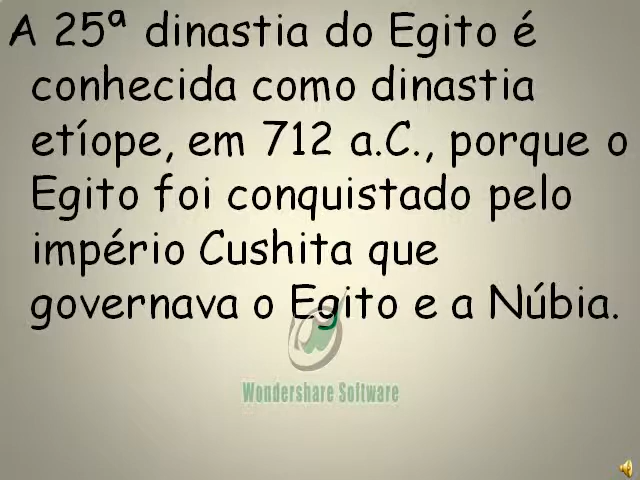 A 25ª dinastia do Egito é
conhecida como dinastia
etíope, em 712 a.C., porque o
Egito foi conquistado pelo
império Cushita que
governava o Egito e a Núbia.
Wondershare Software